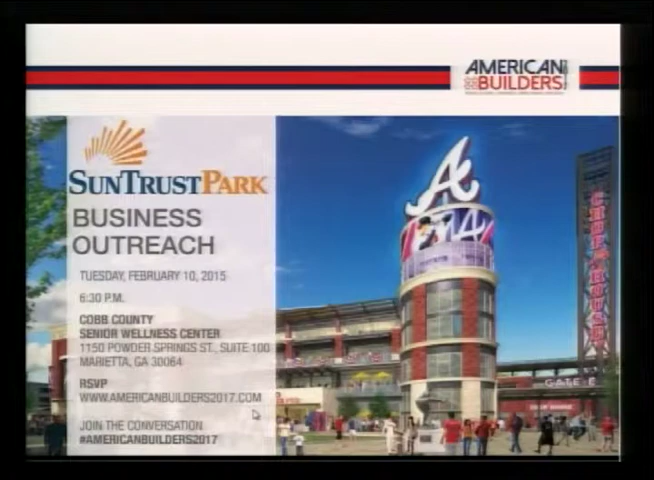 AMERICAN
BUILDERS
SUNTRUST PARK
BUSINESS
OUTREACH
TUESDAY, FEBRUARY 10, 2015
6:30 P.M.
COBB COUNTY
SENIOR WELLNESS CENTER
1150 POWDER SPRINGS ST., SUITE 100
MARIETTA, GA 30064
RSVP
WWW.AMERICANBUILDERS2017.COM
JOIN THE CONVERSATION
#AMERICANBUILDERS2017
A
CHOP HOUSE
GATE E